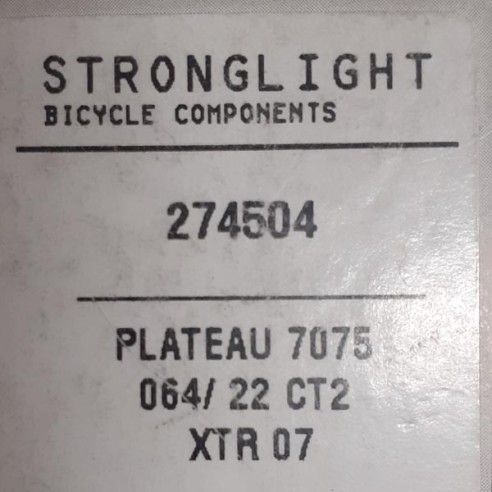 STRONGLIGHT
BICYCLE COMPONENTS
274504
PLATEAU 7075
064/ 22 CT2
XTR 07